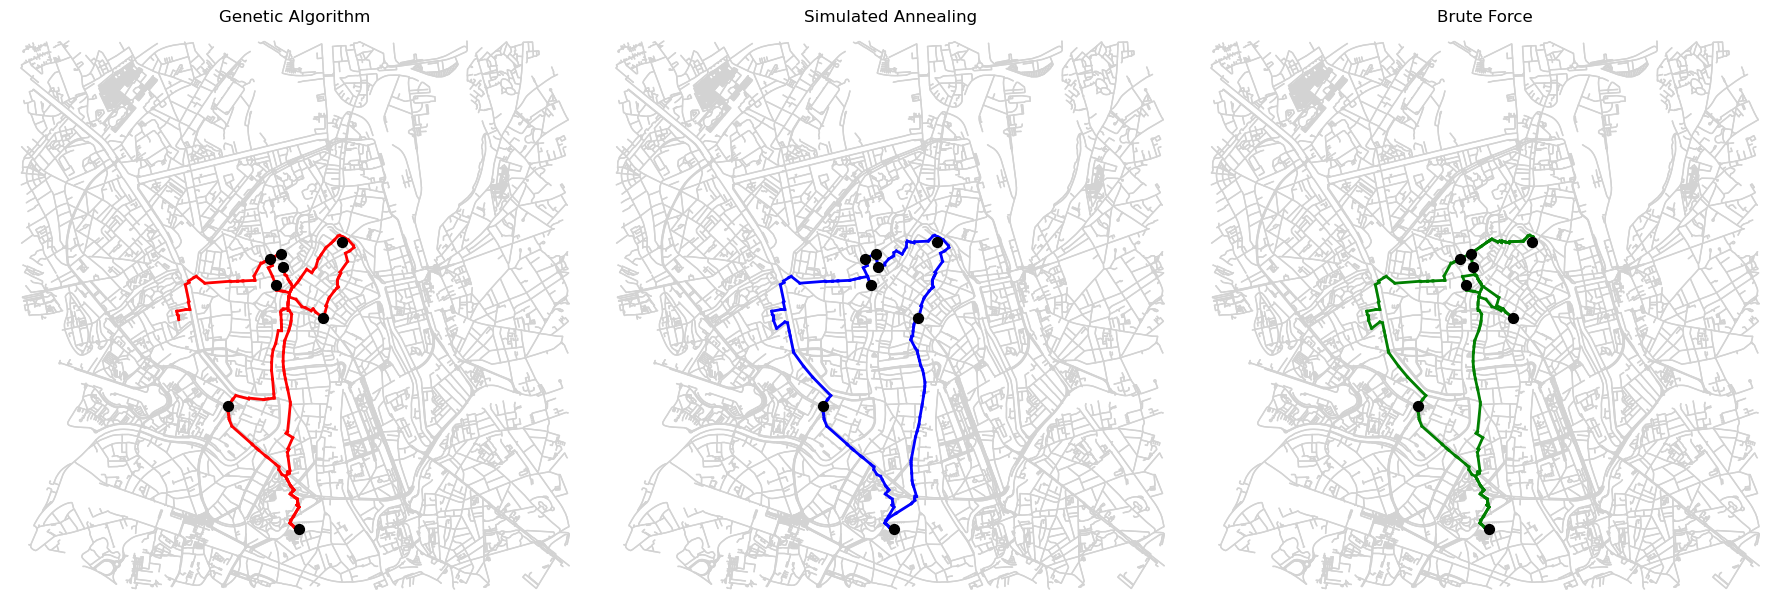 Genetic Algorithm
Simulated Annealing
Brute Force